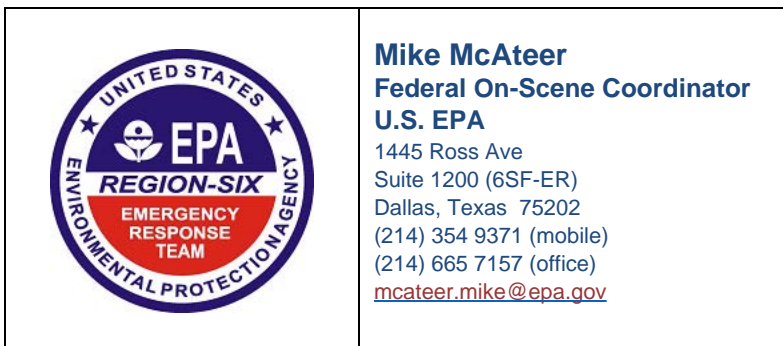 UNITED STATES
EPA
REGION-SIX
EMERGENCY
RESPONSE
TEAM
ENVIRONMENTAL PROTECTIONAGENCY
Mike McAteer
Federal On-Scene Coordinator
U.S. EPA
1445 Ross Ave
Suite 1200 (6SF-ER)
Dallas, Texas  75202
(214) 354 9371 (mobile)
(214) 665 7157 (office)
mcateer.mike@epa.gov